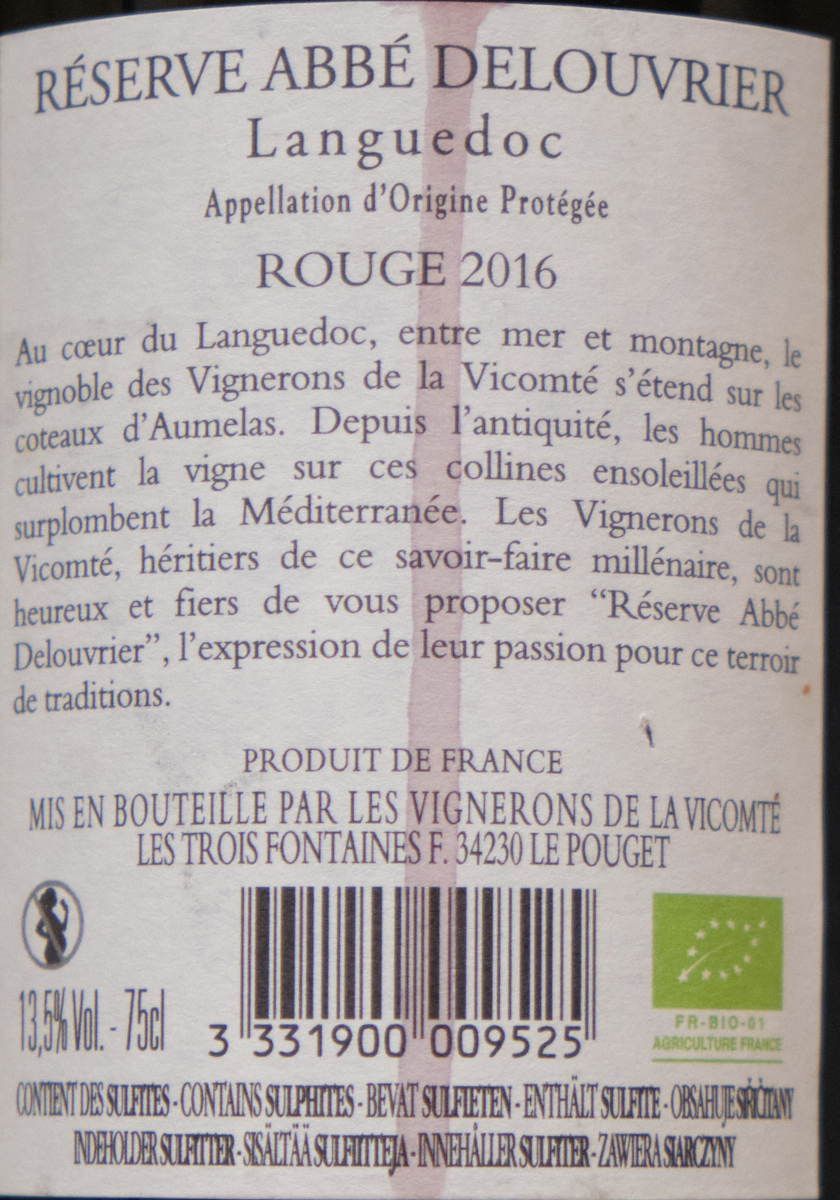 RÉSERVE ABBÉ DELOUVRIER
Languedoc
Appellation d'Origine Protégée
ROUGE 2016
Au cœur du Languedoc, entre mer et montagne, le
vignoble des Vignerons de la Vicomté s'étend sur les
coteaux d'Aumelas. Depuis l'antiquité, les hommes
cultivent la vigne sur ces collines ensoleillées qui
surplombent la Méditerranée. Les Vignerons de la
Vicomté, héritiers de ce savoir-faire millénaire, sont
heureux et fiers de vous proposer “Réserve Abbé
Delouvrier”, l'expression de leur passion pour ce terroir
de traditions.
PRODUIT DE FRANCE
MIS EN BOUTEILLE PAR LES VIGNERONS DE LA VICOMTÉ
LES TROIS FONTAINES F. 34230 LE POUGET
13,5% Vol. - 75cl
3 331900 009525
FR-BIO-01
AGRICULTURE FRANCE
CONTIENT DES SULFITES - CONTAINS SULPHITES - BEVAT SULFIETEN - ENTHÄLT SULFITE - OBSAHUJE SIŘIČITANY
INDEHOLDER SULFITTER - SISÄLTÄÄ SULFIITTEJA - INNEHÅLLER SULFITER - ZAWIERA SIARCZYNY